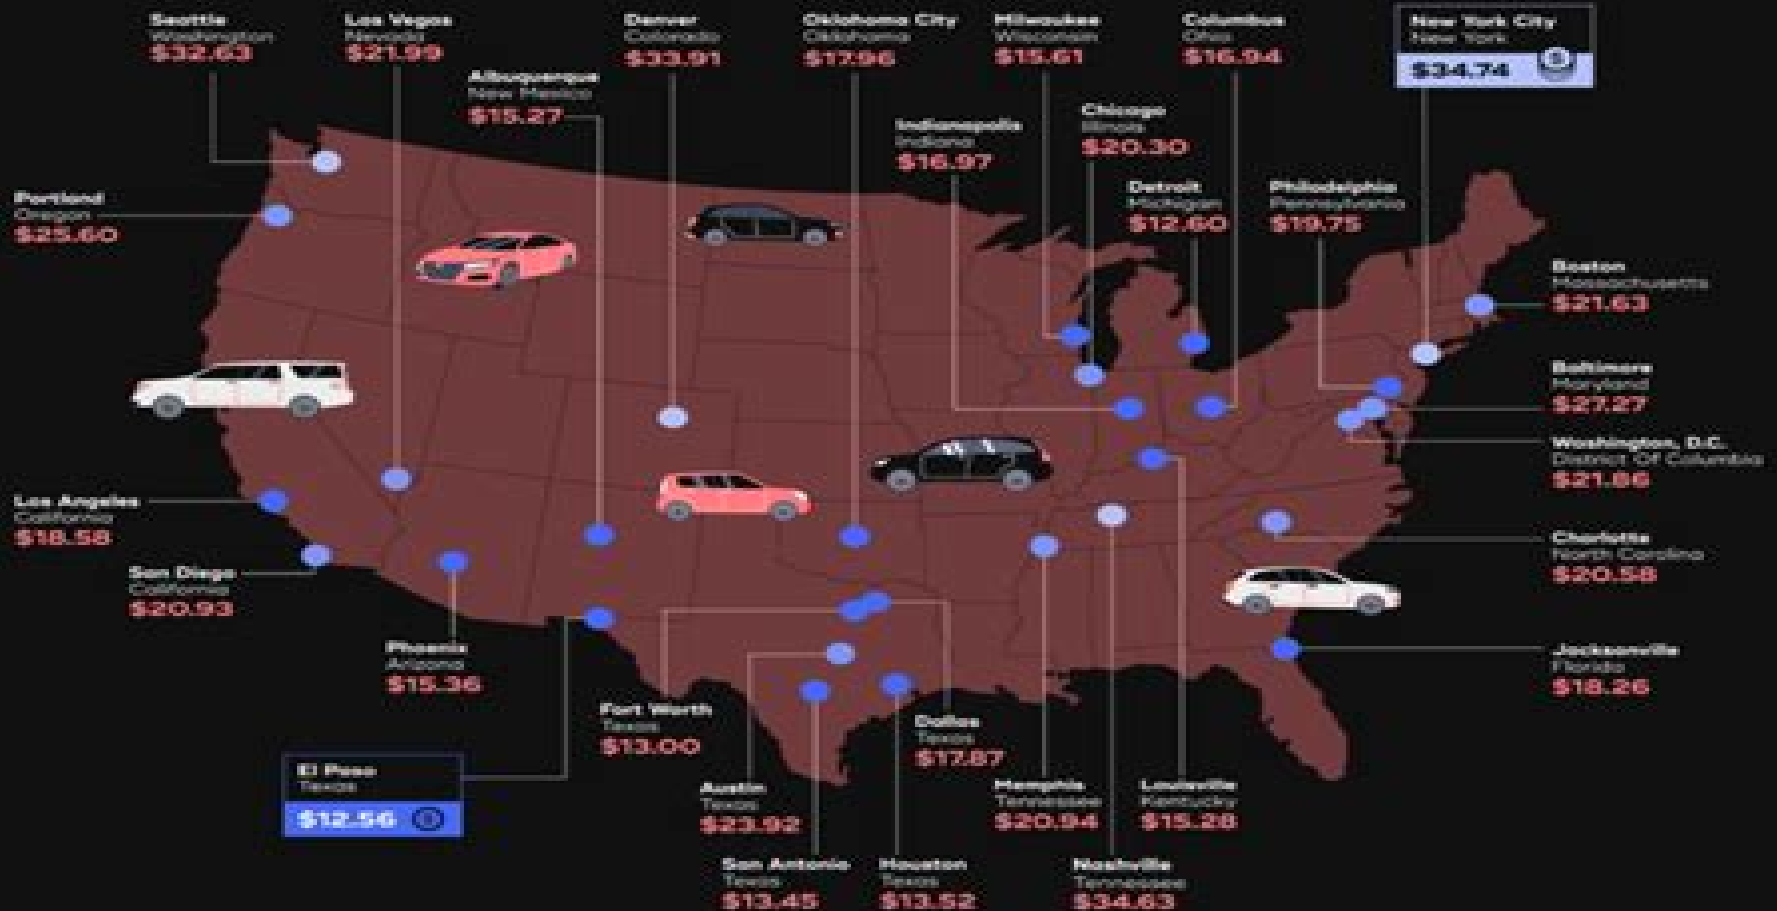 Seattle
Washington
$32.63
Las Vegas
Nevada
$21.99
Albuquerque
New Mexico
$15.27
Denver
Colorado
$33.91
Oklahoma City
Oklahoma
$17.96
Milwaukee
Wisconsin
$15.61
Columbus
Ohio
$16.94
New York City
New York
$34.74
Indianapolis
Indiana
$16.97
Chicago
Illinois
$20.30
Detroit
Michigan
$12.60
Philadelphia
Pennsylvania
$19.75
Portland
Oregon
$25.60
Boston
Massachusetts
$21.63
Baltimore
Maryland
$27.27
Washington, D.C.
District Of Columbia
$21.86
Los Angeles
California
$18.58
San Diego
California
$20.93
Charlotte
North Carolina
$20.58
Phoenix
Arizona
$15.36
Jacksonville
Florida
$18.26
El Paso
Texas
$12.56
Fort Worth
Texas
$13.00
Dallas
Texas
$17.87
Austin
Texas
$23.92
Memphis
Tennessee
$20.94
Louisville
Kentucky
$15.28
San Antonio
Texas
$13.45
Houston
Texas
$13.52
Nashville
Tennessee
$34.63